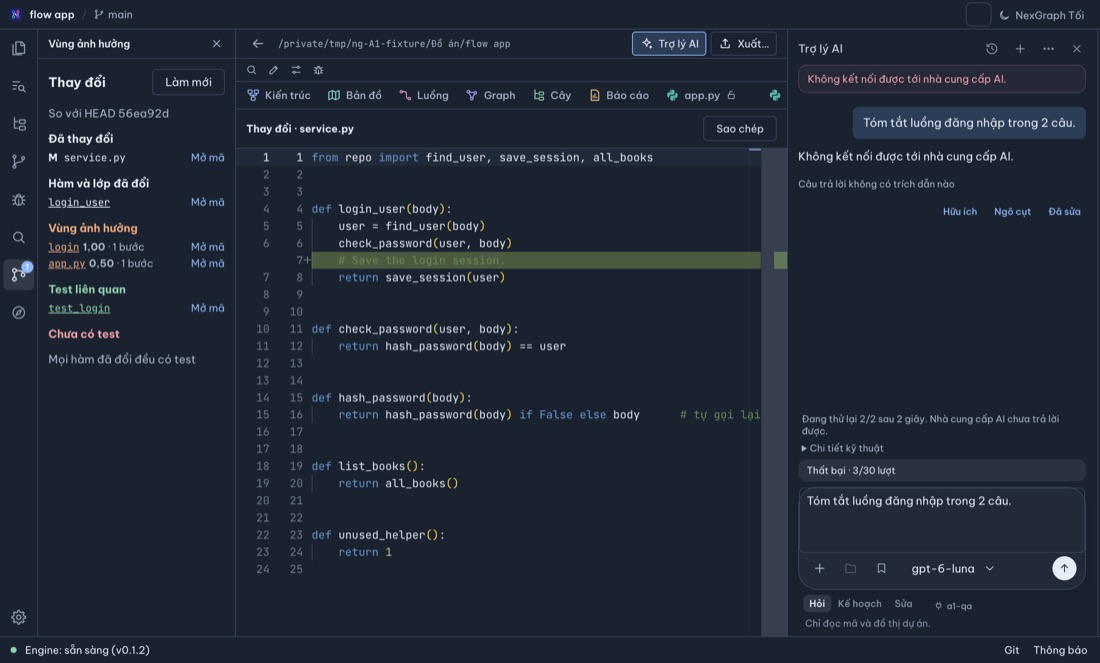 flow app / main
NexGraph Tối
Vùng ảnh hưởng
Thay đổi
Làm mới
So với HEAD 56ea92d
Đã thay đổi
M service.py Mở mã
Hàm và lớp đã đổi
login_user Mở mã
Vùng ảnh hưởng
login 1,00 · 1 bước Mở mã
app.py 0,50 · 1 bước Mở mã
Test liên quan
test_login Mở mã
Chưa có test
Mọi hàm đã đổi đều có test
1
/private/tmp/ng-A1-fixture/Đồ án/flow app
Trợ lý AI
Xuất...
Kiến trúc
Bản đồ
Luồng
Graph
Cây
Báo cáo
app.py
Thay đổi · service.py
Sao chép
1 1 from repo import find_user, save_session, all_books
2 2
3 3
4 4 def login_user(body):
5 5 user = find_user(body)
6 6 check_password(user, body)
7+ # Save the login session.
7 8 return save_session(user)
8 9
9 10
10 11 def check_password(user, body):
11 12 return hash_password(body) == user
12 13
13 14
14 15 def hash_password(body):
15 16 return hash_password(body) if False else body # tự gọi lại
16 17
17 18
18 19 def list_books():
19 20 return all_books()
20 21
21 22
22 23 def unused_helper():
23 24 return 1
24 25
Trợ lý AI
Không kết nối được tới nhà cung cấp AI.
Tóm tắt luồng đăng nhập trong 2 câu.
Không kết nối được tới nhà cung cấp AI.
Câu trả lời không có trích dẫn nào
Hữu ích Ngõ cụt Đã sửa
Đang thử lại 2/2 sau 2 giây. Nhà cung cấp AI chưa trả lời
được.
Chi tiết kỹ thuật
Thất bại · 3/30 lượt
Tóm tắt luồng đăng nhập trong 2 câu.
gpt-6-luna
Hỏi Kế hoạch Sửa a1-qa
Chỉ đọc mã và đồ thị dự án.
Engine: sẵn sàng (v0.1.2)
Git Thông báo